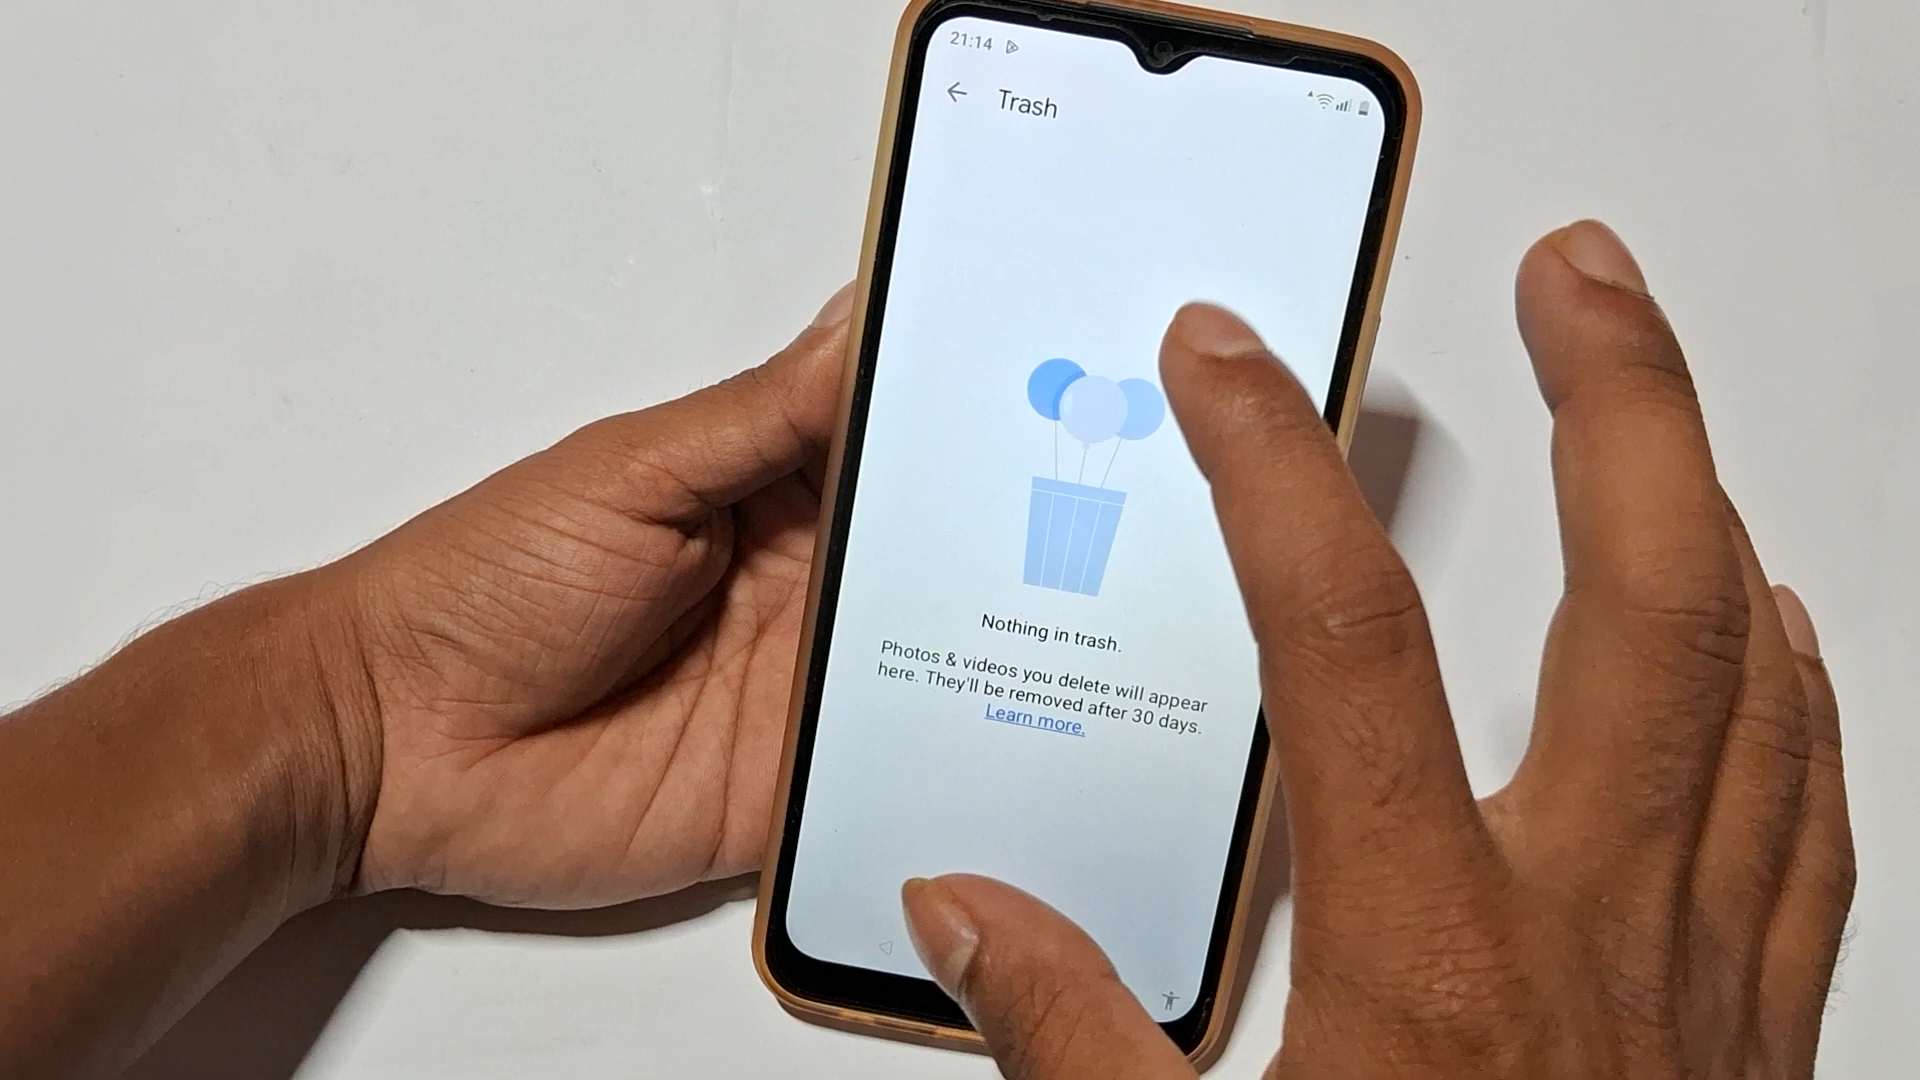 21:14
Trash
Nothing in trash.
Photos & videos you delete will appear
here. They'll be removed after 30 days.
Learn more.